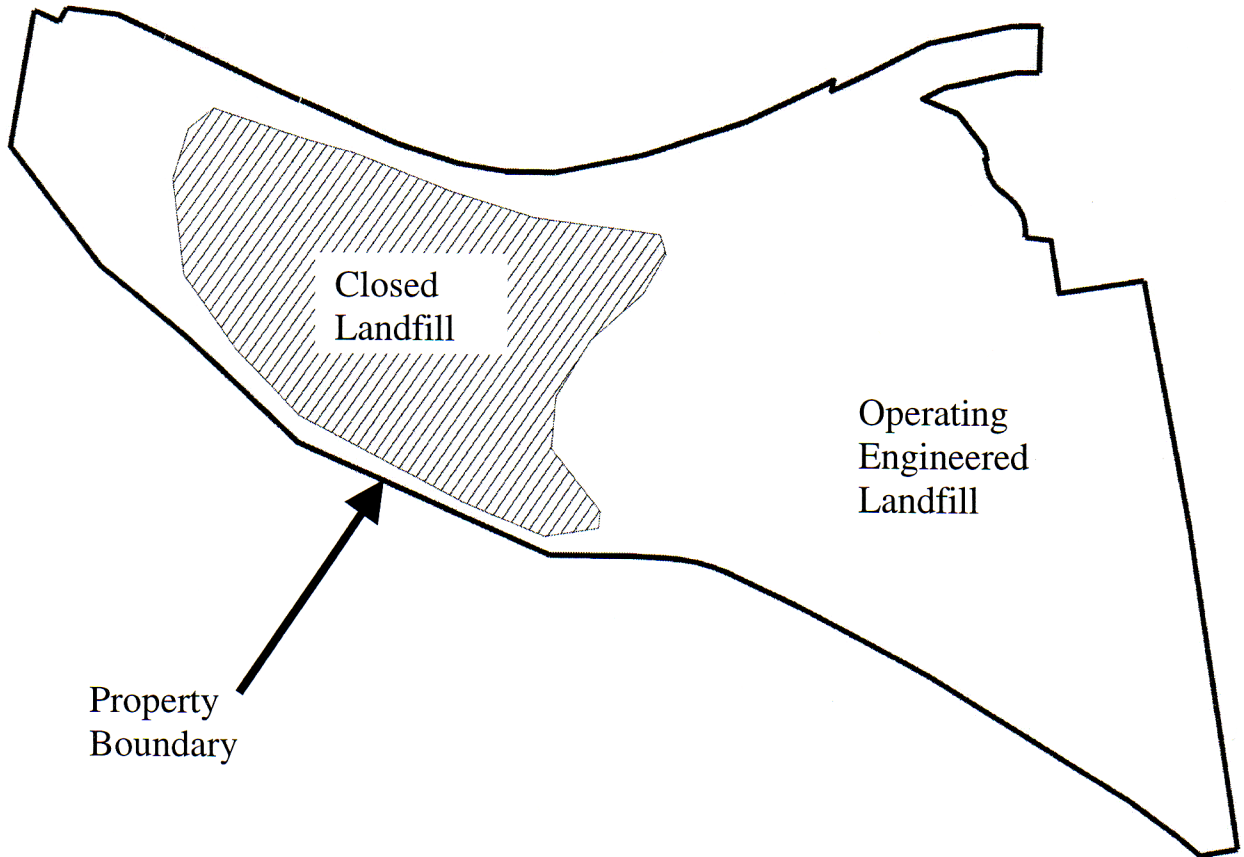 Closed
Landfill
Operating
Engineered
Landfill
Property
Boundary